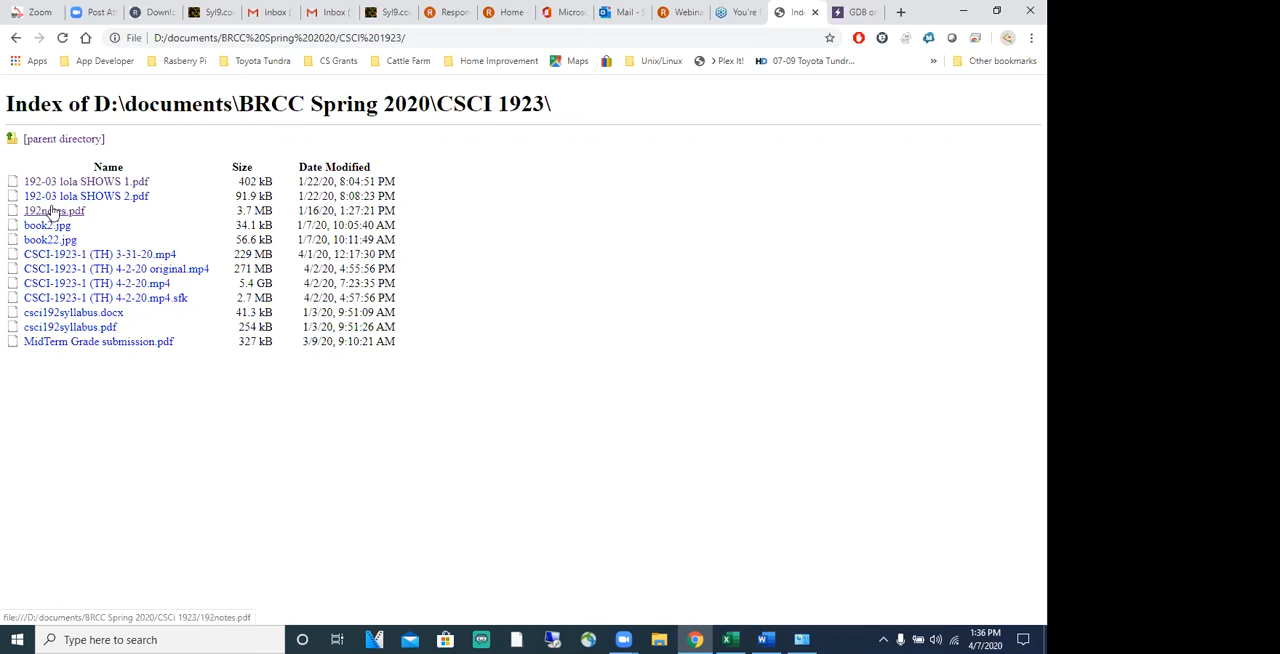 Zoom Post At Downlo Syl9.co Inbox ( Inbox ( Syl9.co Respon Home - Micros Mail - S Webina You're Ind GDB on
File D:/documents/BRCC%20Spring%202020/CSCI%201923/
Apps App Developer Rasberry Pi Toyota Tundra CS Grants Cattle Farm Home Improvement Maps Unix/Linux > Plex It! HD 07-09 Toyota Tundr... » Other bookmarks
Index of D:\documents\BRCC Spring 2020\CSCI 1923\
[parent directory]
Name Size Date Modified
192-03 lola SHOWS 1.pdf 402 kB 1/22/20, 8:04:51 PM
192-03 lola SHOWS 2.pdf 91.9 kB 1/22/20, 8:08:23 PM
192notes.pdf 3.7 MB 1/16/20, 1:27:21 PM
book2.jpg 34.1 kB 1/7/20, 10:05:40 AM
book22.jpg 56.6 kB 1/7/20, 10:11:49 AM
CSCI-1923-1 (TH) 3-31-20.mp4 229 MB 4/1/20, 12:17:30 PM
CSCI-1923-1 (TH) 4-2-20 original.mp4 271 MB 4/2/20, 4:55:56 PM
CSCI-1923-1 (TH) 4-2-20.mp4 5.4 GB 4/2/20, 7:23:35 PM
CSCI-1923-1 (TH) 4-2-20.mp4.sfk 2.7 MB 4/2/20, 4:57:56 PM
csci192syllabus.docx 41.3 kB 1/3/20, 9:51:09 AM
csci192syllabus.pdf 254 kB 1/3/20, 9:51:26 AM
MidTerm Grade submission.pdf 327 kB 3/9/20, 9:10:21 AM
file:///D:/documents/BRCC Spring 2020/CSCi 1923/192notes.pdf
Type here to search
1:36 PM
4/7/2020